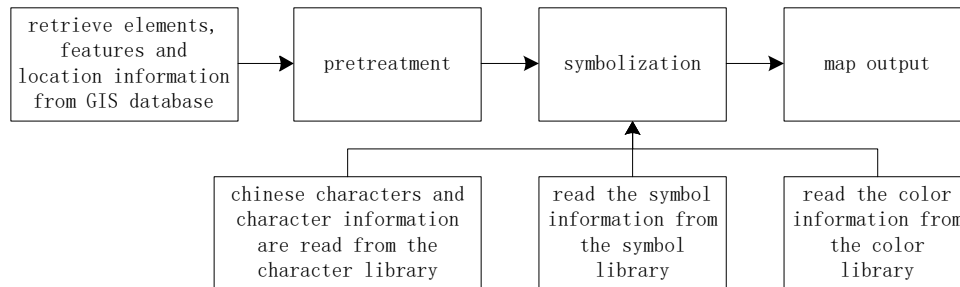 retrieve elements,
features and
location information
from GIS database
pretreatment
symbolization
map output
chinese characters and
character information
are read from the
character library
read the symbol
information from
the symbol
library
read the color
information from
the color
library